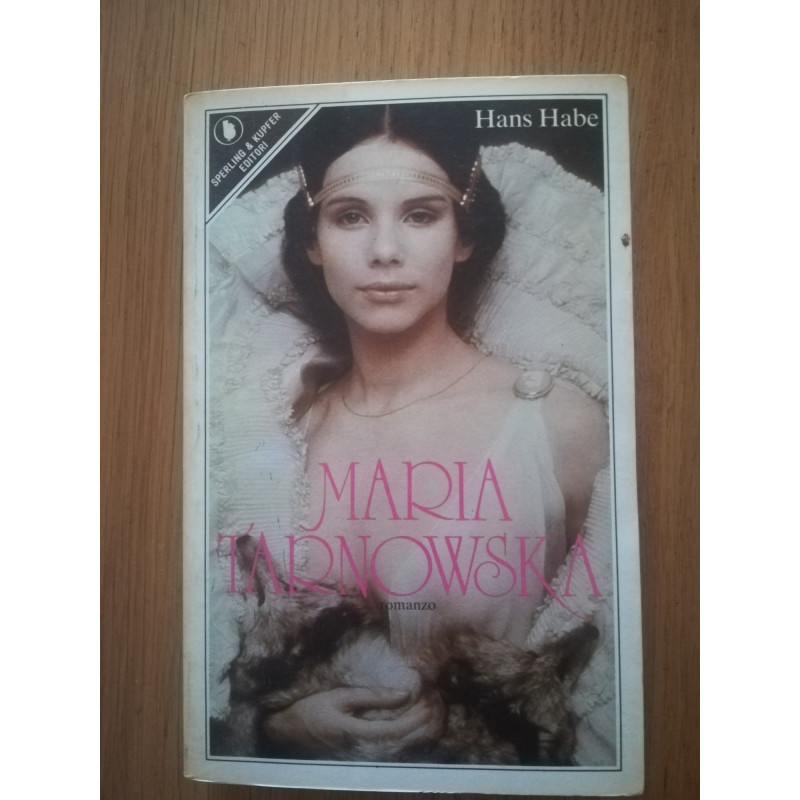 SPERLING & KUPFER
EDITORI
Hans Habe
MARIA
TARNOWSKA
romanzo